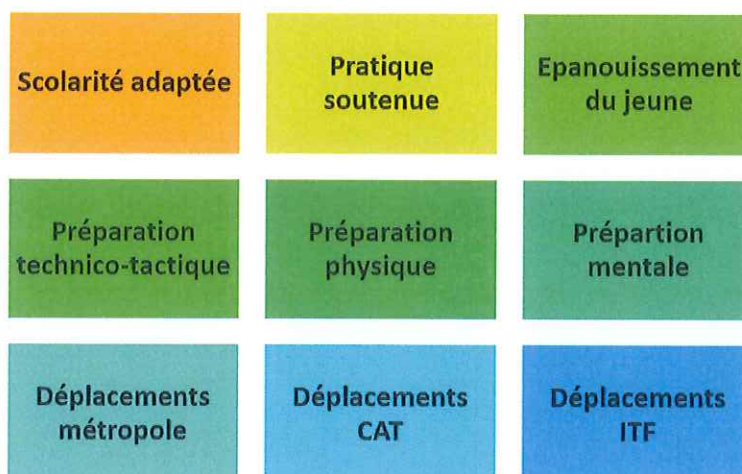 Scolarité adaptée
Pratique
soutenue
Epanouissement
du jeune
Préparation
technico-tactique
Préparation
physique
Prépartion
mentale
Déplacements
métropole
Déplacements
CAT
Déplacements
ITF